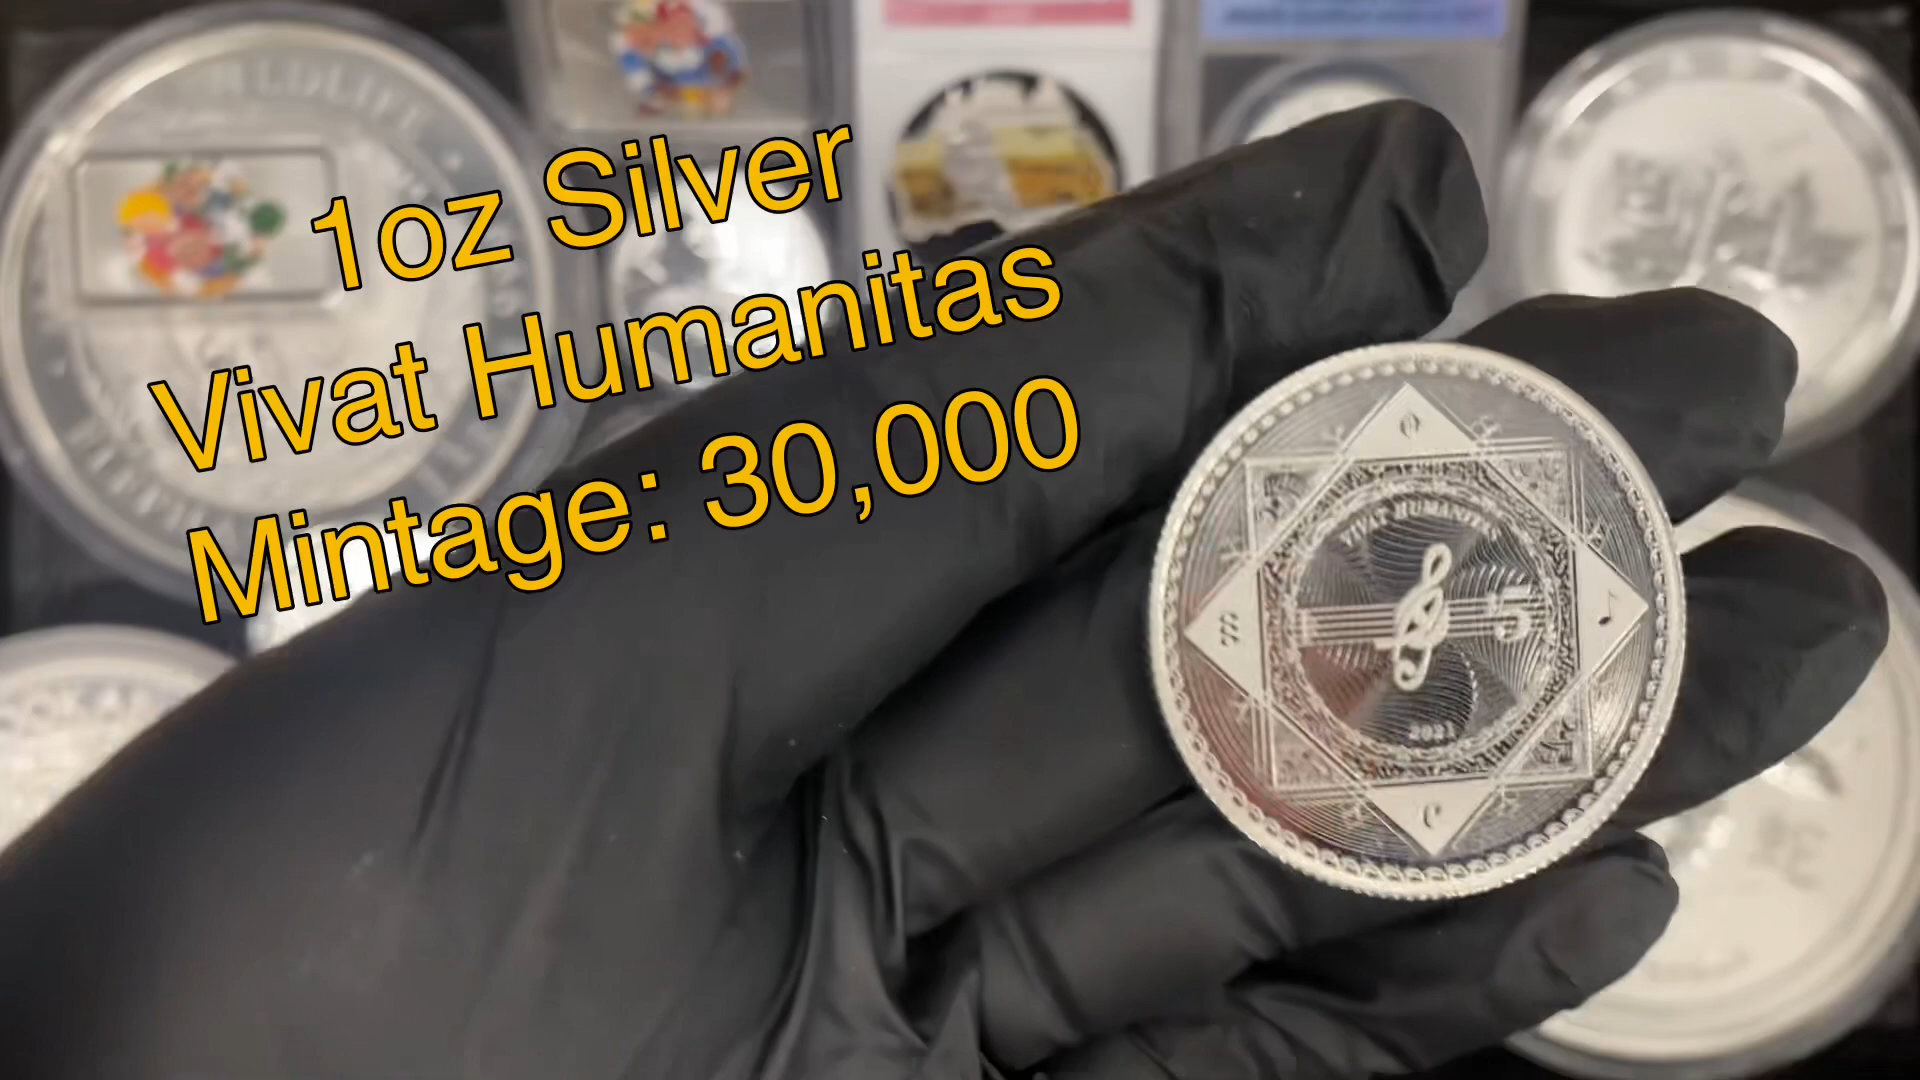 1oz Silver
Vivat Humanitas
Mintage: 30,000
VIVAT HUMANITAS
5
2021